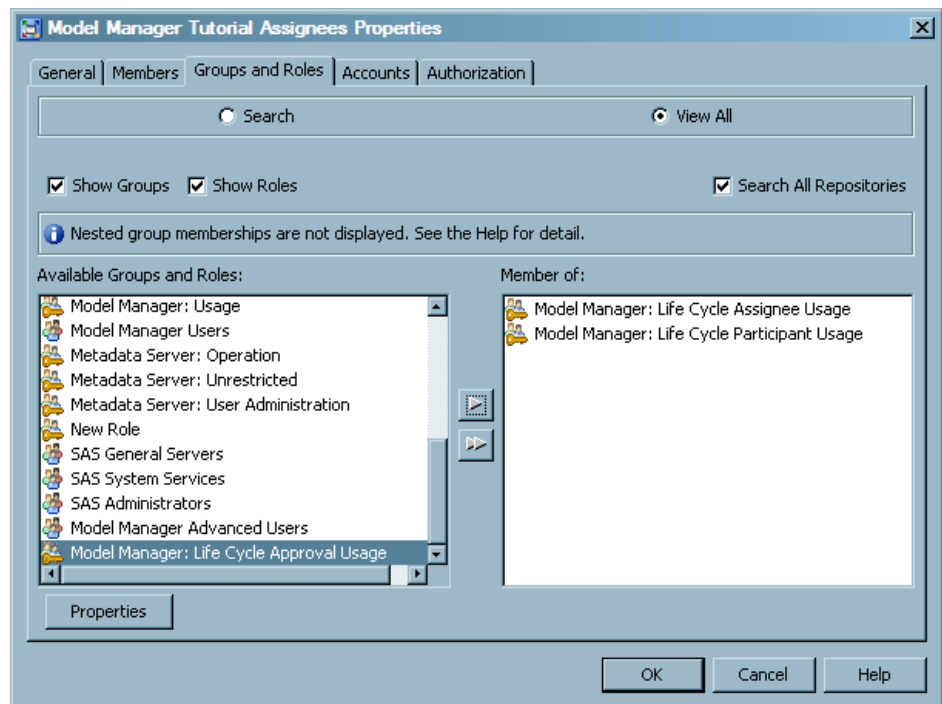 Model Manager Tutorial Assignees Properties
General Members Groups and Roles Accounts Authorization
Search View All
Show Groups Show Roles Search All Repositories
Nested group memberships are not displayed. See the Help for detail.
Available Groups and Roles:
Model Manager: Usage
Model Manager Users
Metadata Server: Operation
Metadata Server: Unrestricted
Metadata Server: User Administration
New Role
SAS General Servers
SAS System Services
SAS Administrators
Model Manager Advanced Users
Model Manager: Life Cycle Approval Usage
Member of:
Model Manager: Life Cycle Assignee Usage
Model Manager: Life Cycle Participant Usage
Properties
OK Cancel Help